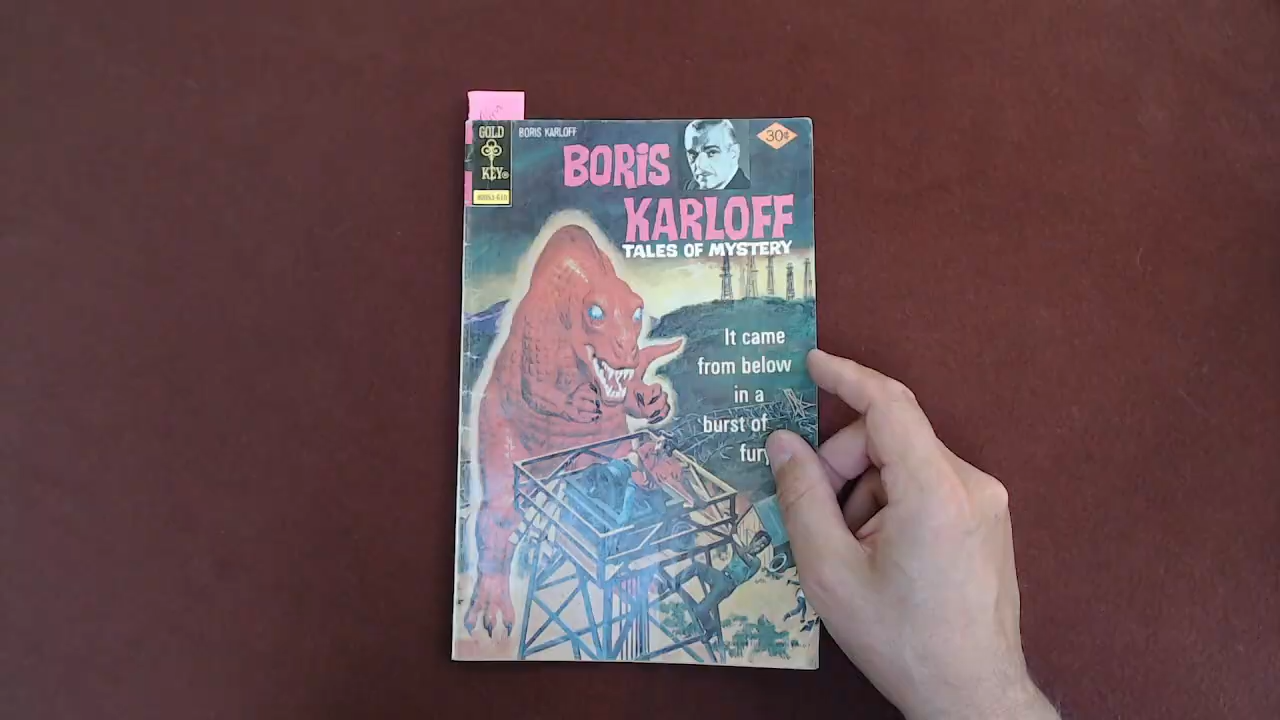 GOLD
KEY®
BORIS KARLOFF
30¢
BORIS
KARLOFF
TALES OF MYSTERY
It came
from below
in a
burst of
fury